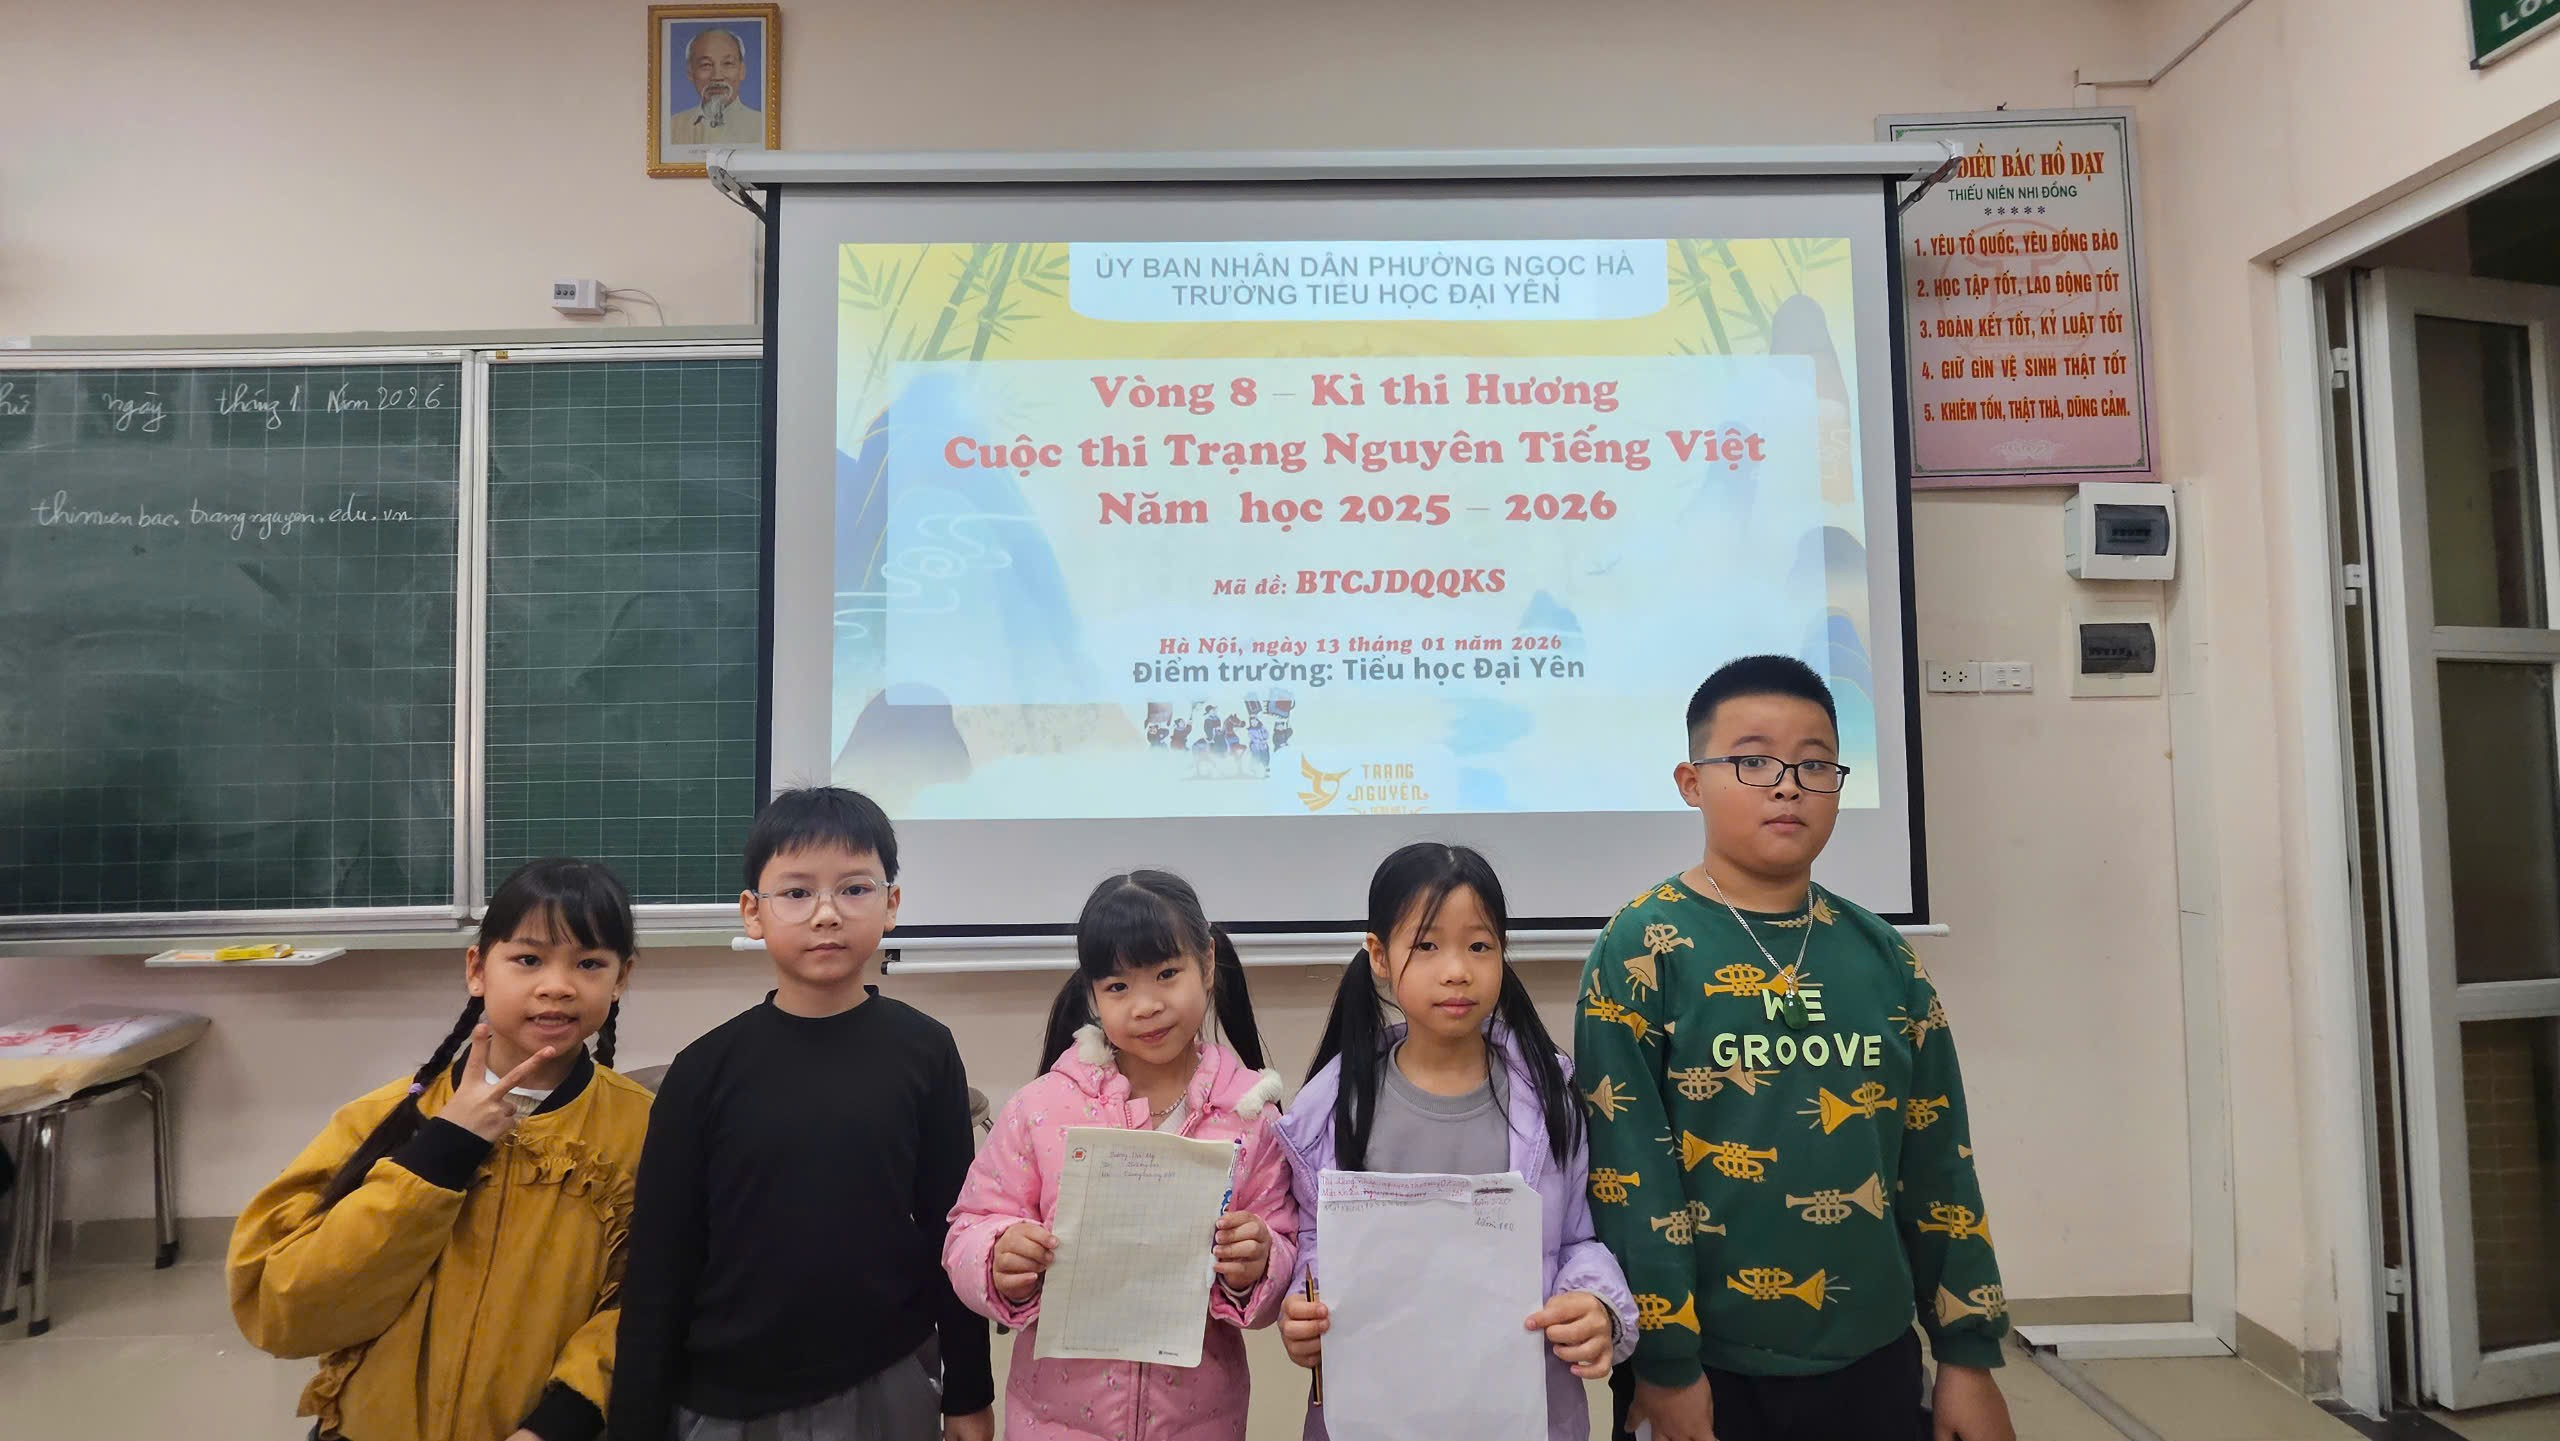 ỦY BAN NHÂN DÂN PHƯỜNG NGỌC HÀ
TRƯỜNG TIỂU HỌC ĐẠI YÊN
Vòng 8 – Kì thi Hương
Cuộc thi Trạng Nguyên Tiếng Việt
Năm học 2025 – 2026
Mã đề: BTCJDQQKS
Hà Nội, ngày 13 tháng 01 năm 2026
Điểm trường: Tiểu học Đại Yên
TRẠNG
NGUYÊN
ngày tháng 1 Năm 2026
thimienbac.trangnguyen.edu.vn
ĐIỀU BÁC HỒ DẠY
THIẾU NIÊN NHI ĐỒNG
*****
1. YÊU TỔ QUỐC, YÊU ĐỒNG BÀO
2. HỌC TẬP TỐT, LAO ĐỘNG TỐT
3. ĐOÀN KẾT TỐT, KỶ LUẬT TỐT
4. GIỮ GÌN VỆ SINH THẬT TỐT
5. KHIÊM TỐN, THẬT THÀ, DŨNG CẢM.
WE
GROOVE